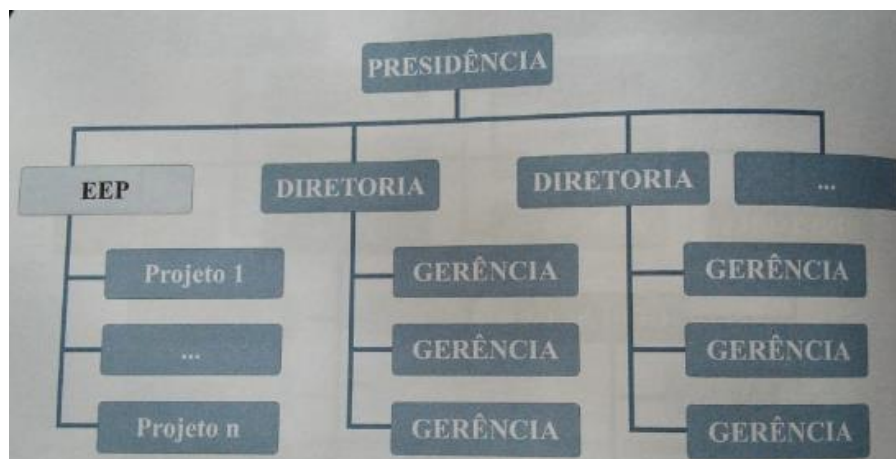 PRESIDÊNCIA
EEP
DIRETORIA
DIRETORIA
...
Projeto 1
GERÊNCIA
GERÊNCIA
...
GERÊNCIA
GERÊNCIA
Projeto n
GERÊNCIA
GERÊNCIA